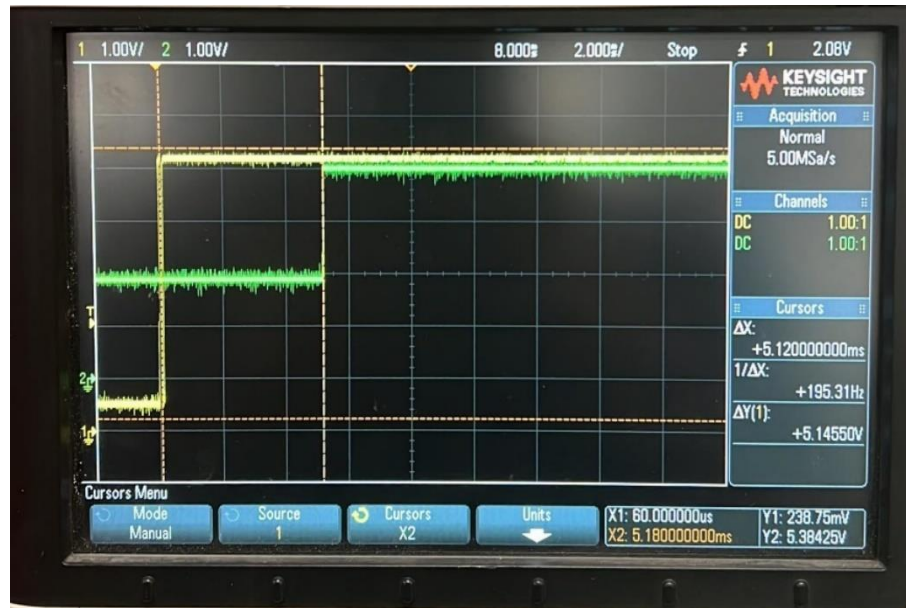 1 1.00V/ 2 1.00V/ 8.000s 2.000s/ Stop 1 2.08V
KEYSIGHT
TECHNOLOGIES
Acquisition
Normal
5.00MSa/s
Channels
DC 1.00:1
DC 1.00:1
T
Cursors
ΔX:
+5.120000000ms
1/ΔX:
+195.31Hz
ΔY(1):
+5.14550V
2
1
Cursors Menu
Mode
Manual
Source
1
Cursors
X2
Units
X1: 60.000000us
X2: 5.180000000ms
Y1: 238.75mV
Y2: 5.38425V